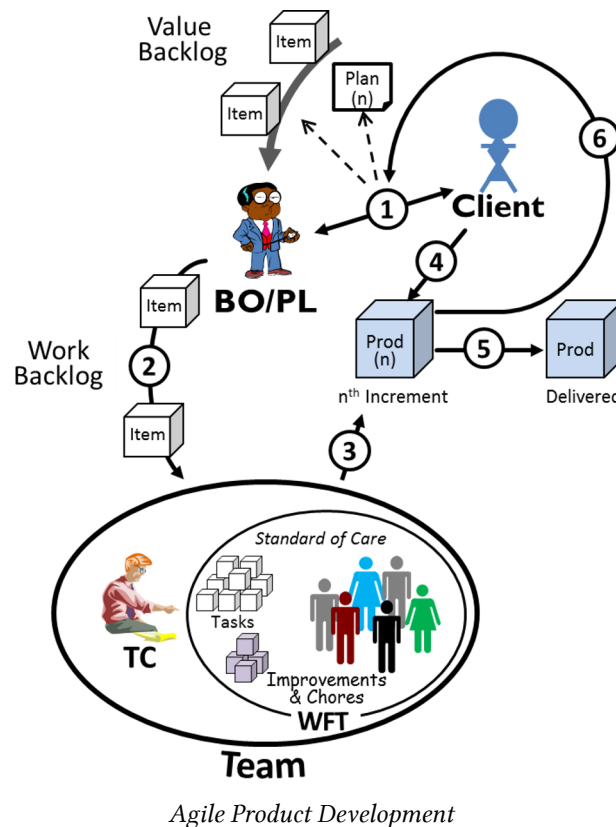 Value
Backlog
Item
Item
Plan
(n)
6
1
Client
4
BO/PL
Item
2
Work
Backlog
Item
Prod
(n)
5
Prod
nth Increment
Delivered
3
Standard of Care
Tasks
TC
Improvements
& Chores
WFT
Team
Agile Product Development